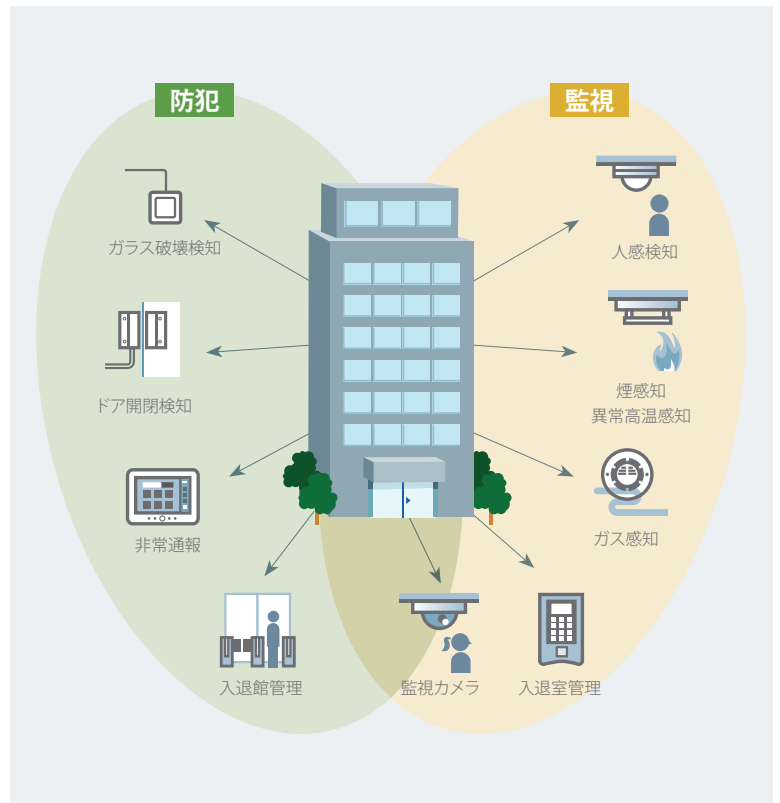 防犯
監視
ガラス破壊検知
人感検知
ドア開閉検知
煙感知
異常高温感知
非常通報
ガス感知
入退館管理
監視カメラ
入退室管理